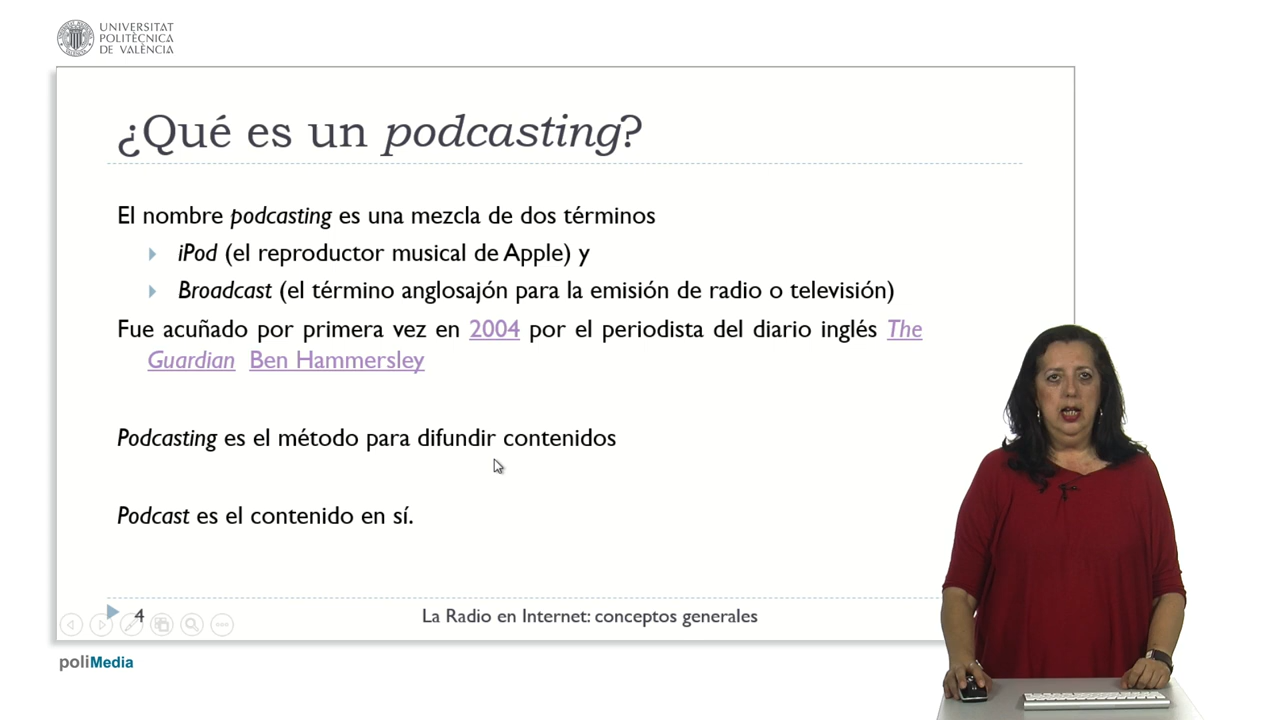 UNIVERSITAT
POLITÈCNICA
DE VALÈNCIA
¿Qué es un podcasting?
El nombre podcasting es una mezcla de dos términos
iPod (el reproductor musical de Apple) y
Broadcast (el término anglosajón para la emisión de radio o televisión)
Fue acuñado por primera vez en 2004 por el periodista del diario inglés The
Guardian Ben Hammersley
Podcasting es el método para difundir contenidos
Podcast es el contenido en sí.
4
La Radio en Internet: conceptos generales
poliMedia